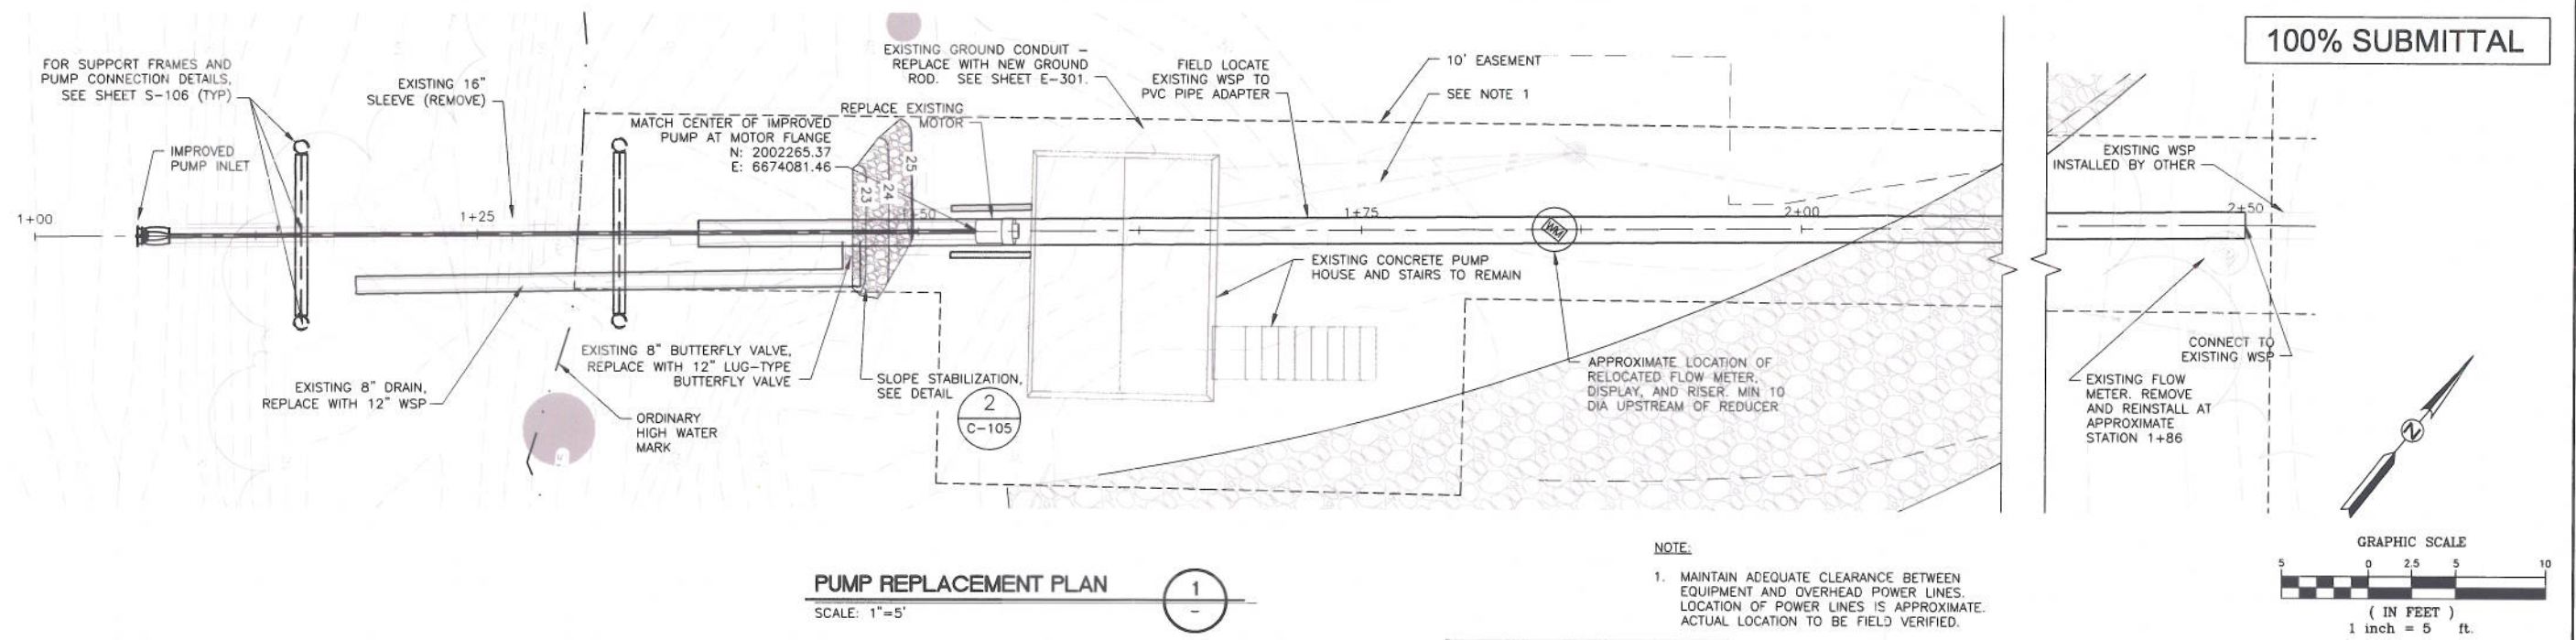 100% SUBMITTAL
FOR SUPPORT FRAMES AND
PUMP CONNECTION DETAILS,
SEE SHEET S-106 (TYP)
EXISTING 16"
SLEEVE (REMOVE)
IMPROVED
PUMP INLET
EXISTING GROUND CONDUIT –
REPLACE WITH NEW GROUND
ROD. SEE SHEET E-301.
REPLACE EXISTING
MOTOR
MATCH CENTER OF IMPROVED
PUMP AT MOTOR FLANGE
N: 2002265.37
E: 6674081.46
FIELD LOCATE
EXISTING WSP TO
PVC PIPE ADAPTER
10' EASEMENT
SEE NOTE 1
EXISTING WSP
INSTALLED BY OTHER
1+00
1+25
23
24
25
1+50
1+75
2+00
2+50
WM
EXISTING CONCRETE PUMP
HOUSE AND STAIRS TO REMAIN
EXISTING 8" DRAIN,
REPLACE WITH 12" WSP
EXISTING 8" BUTTERFLY VALVE,
REPLACE WITH 12" LUG-TYPE
BUTTERFLY VALVE
ORDINARY
HIGH WATER
MARK
SLOPE STABILIZATION,
SEE DETAIL
2
C-105
APPROXIMATE LOCATION OF
RELOCATED FLOW METER,
DISPLAY, AND RISER. MIN 10
DIA UPSTREAM OF REDUCER
CONNECT TO
EXISTING WSP
EXISTING FLOW
METER. REMOVE
AND REINSTALL AT
APPROXIMATE
STATION 1+86
N
PUMP REPLACEMENT PLAN
SCALE: 1"=5'
1
–
NOTE:
1. MAINTAIN ADEQUATE CLEARANCE BETWEEN
EQUIPMENT AND OVERHEAD POWER LINES.
LOCATION OF POWER LINES IS APPROXIMATE.
ACTUAL LOCATION TO BE FIELD VERIFIED.
GRAPHIC SCALE
5 0 2.5 5 10
( IN FEET )
1 inch = 5 ft.